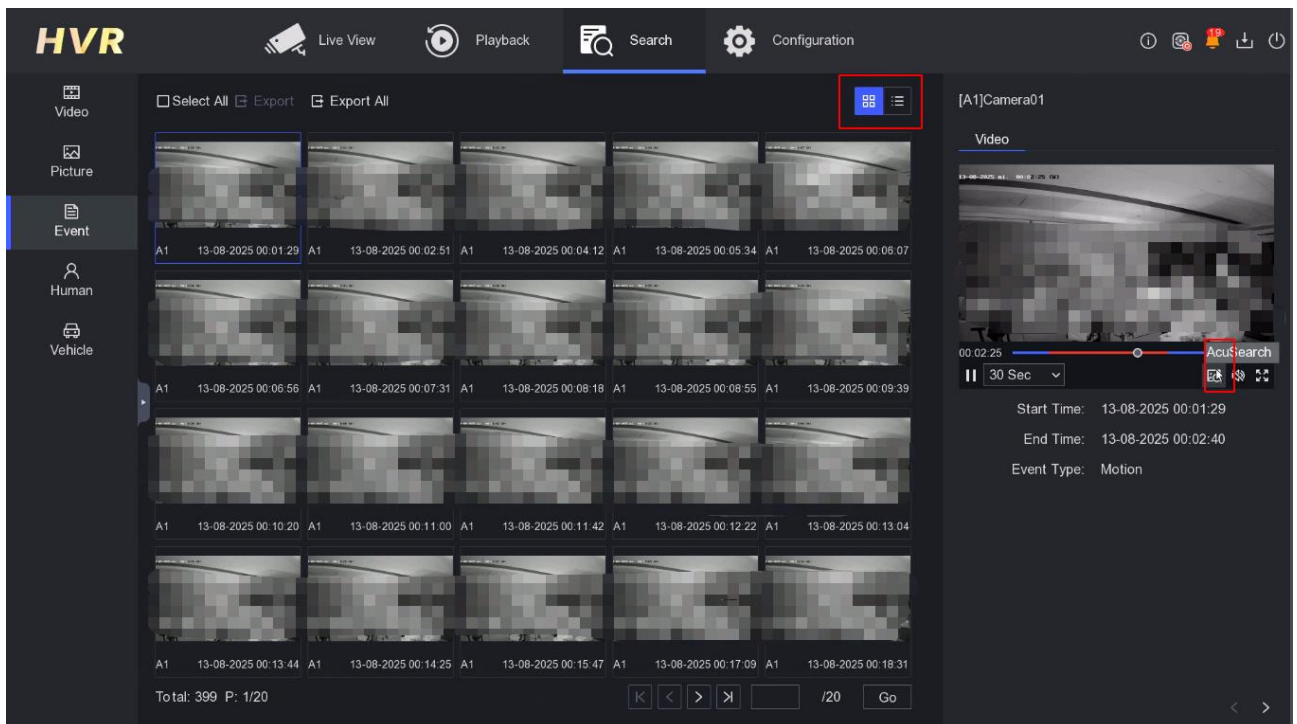 HVR
Live View
Playback
Search
Configuration
19
Video
Picture
Event
Human
Vehicle
Select All Export Export All
A1 13-08-2025 00:01:29 A1 13-08-2025 00:02:51 A1 13-08-2025 00:04:12 A1 13-08-2025 00:05:34 A1 13-08-2025 00:06:07
A1 13-08-2025 00:06:56 A1 13-08-2025 00:07:31 A1 13-08-2025 00:08:18 A1 13-08-2025 00:08:55 A1 13-08-2025 00:09:39
A1 13-08-2025 00:10:20 A1 13-08-2025 00:11:00 A1 13-08-2025 00:11:42 A1 13-08-2025 00:12:22 A1 13-08-2025 00:13:04
A1 13-08-2025 00:13:44 A1 13-08-2025 00:14:25 A1 13-08-2025 00:15:47 A1 13-08-2025 00:17:09 A1 13-08-2025 00:18:31
Total: 399 P: 1/20
/20 Go
[A1]Camera01
Video
00:02:25
AcuSearch
30 Sec
Start Time: 13-08-2025 00:01:29
End Time: 13-08-2025 00:02:40
Event Type: Motion